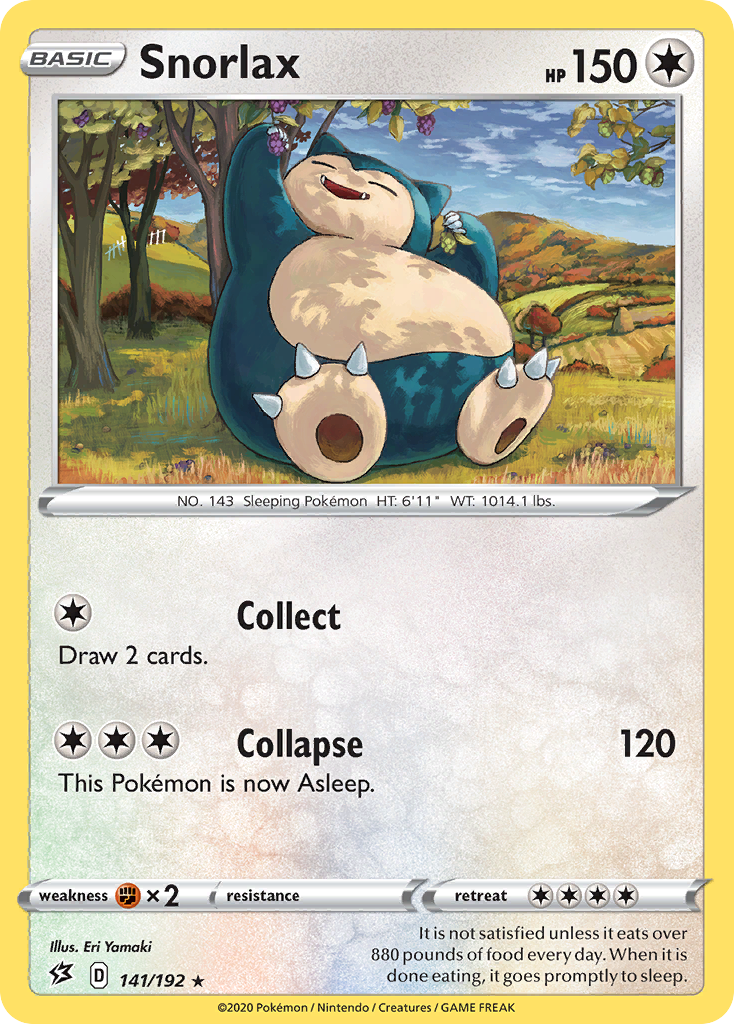 BASIC Snorlax HP 150
NO. 143 Sleeping Pokémon HT: 6'11" WT: 1014.1 lbs.
Collect
Draw 2 cards.
Collapse 120
This Pokémon is now Asleep.
weakness ×2 resistance retreat
It is not satisfied unless it eats over
880 pounds of food every day. When it is
done eating, it goes promptly to sleep.
Illus. Eri Yamaki
D 141/192 ★
©2020 Pokémon / Nintendo / Creatures / GAME FREAK